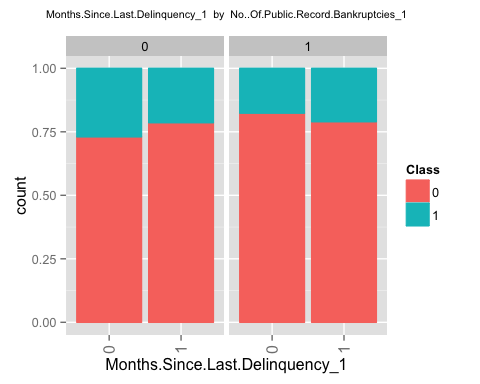 Months.Since.Last.Delinquency_1 by No..Of.Public.Record.Bankruptcies_1
0 1
1.00
0.75
0.50
0.25
0.00
count
0 1 0 1
Months.Since.Last.Delinquency_1
Class
0
1